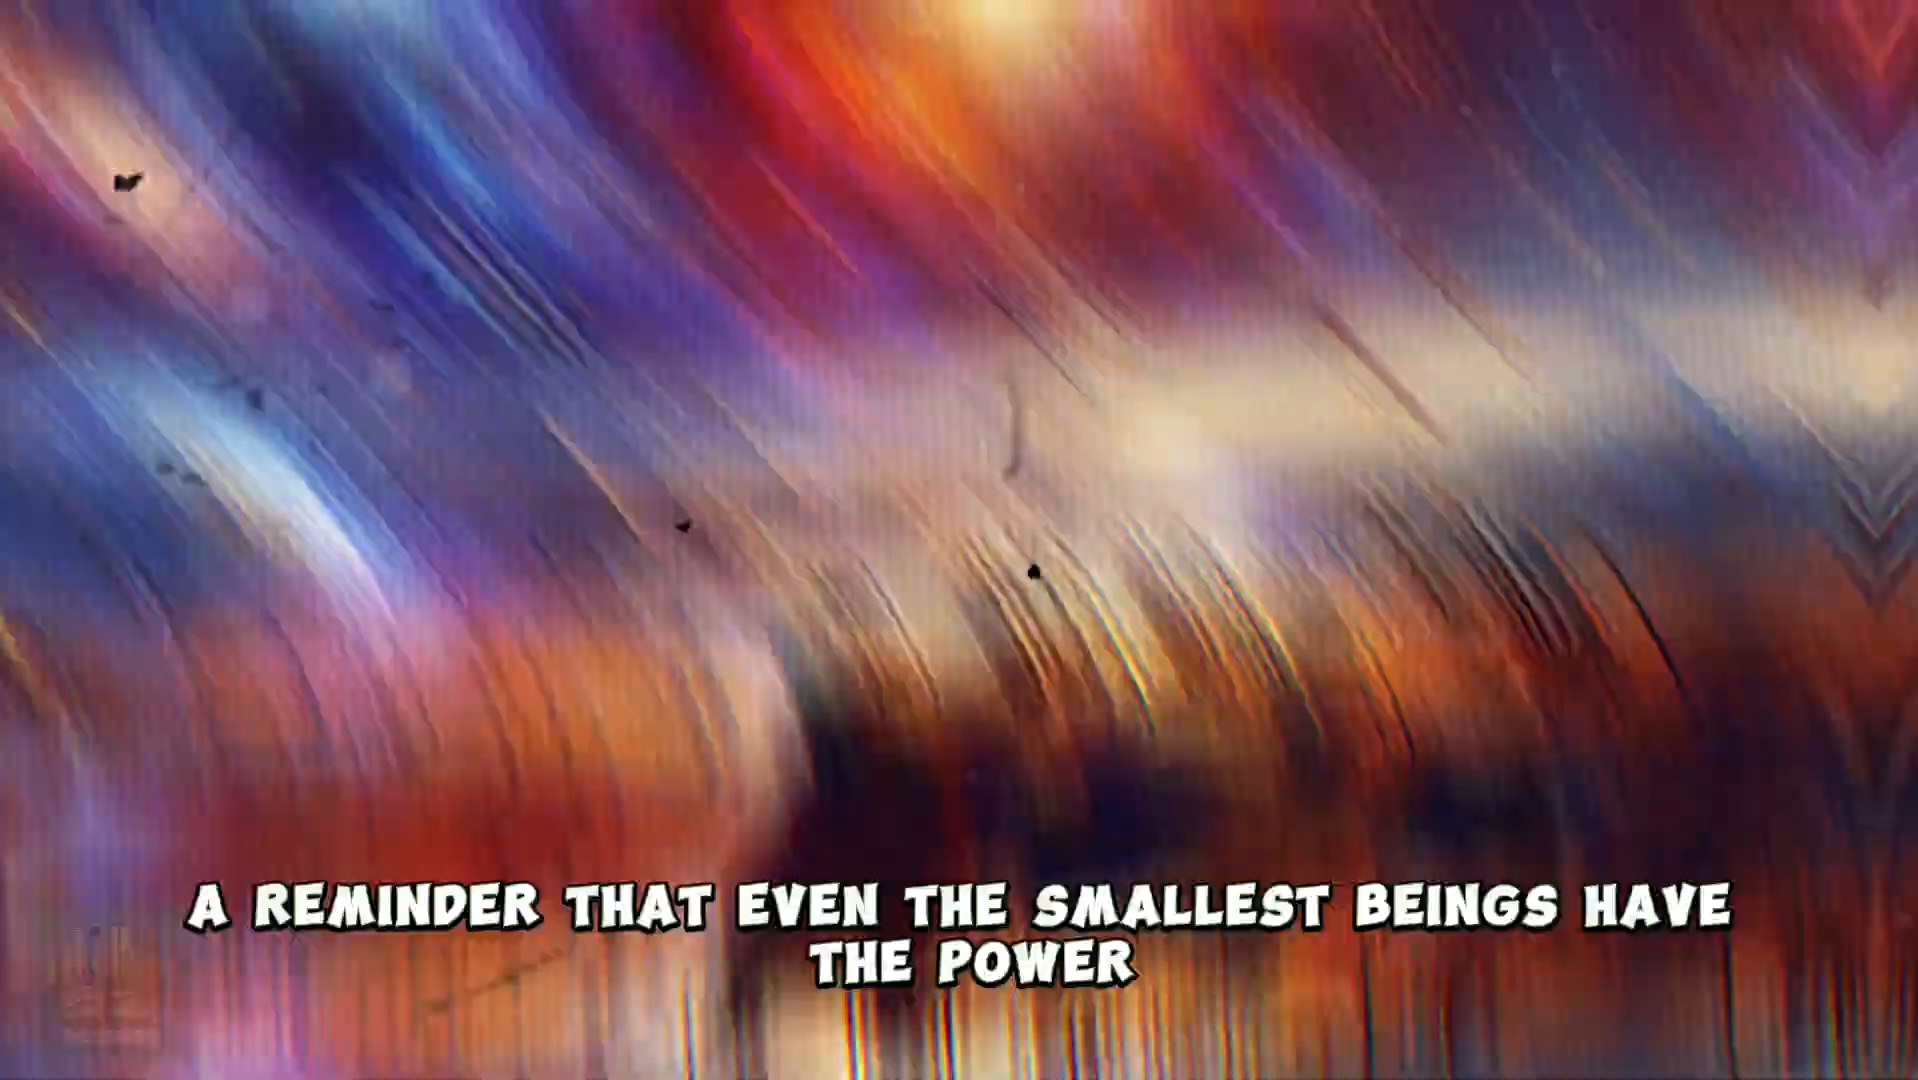 A REMINDER THAT EVEN THE SMALLEST BEINGS HAVE
THE POWER